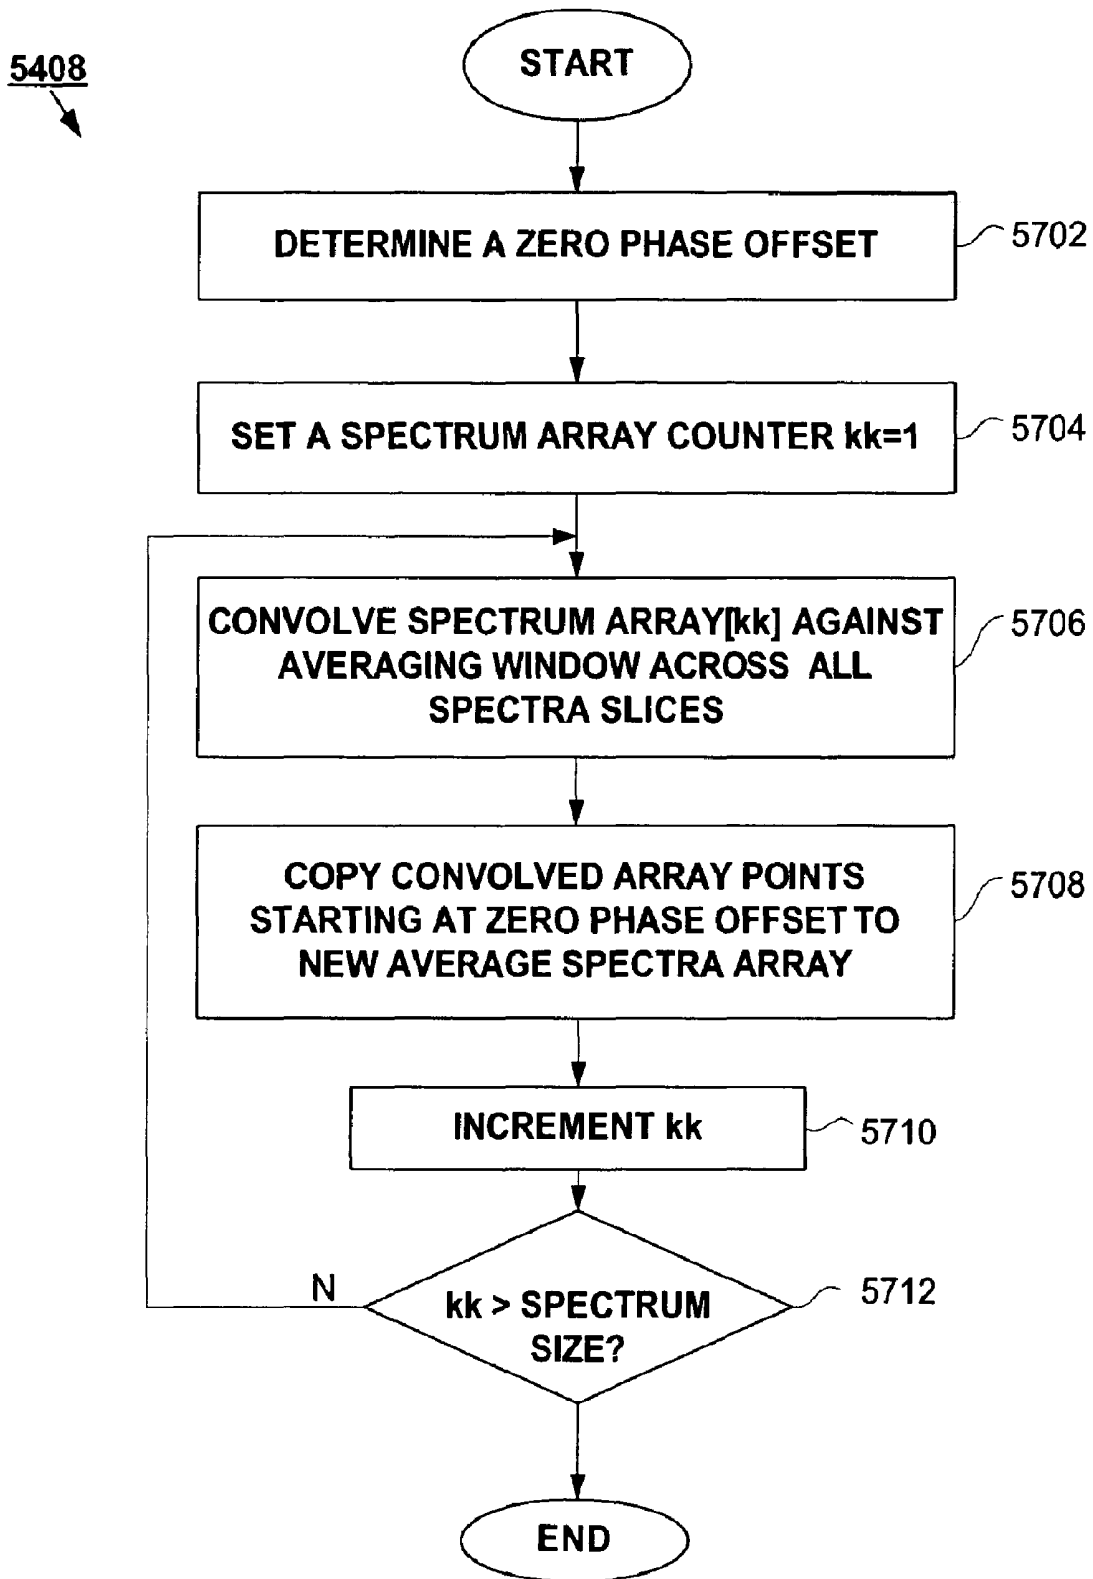 5408
START
DETERMINE A ZERO PHASE OFFSET
5702
SET A SPECTRUM ARRAY COUNTER kk=1
5704
CONVOLVE SPECTRUM ARRAY[kk] AGAINST
AVERAGING WINDOW ACROSS ALL
SPECTRA SLICES
5706
COPY CONVOLVED ARRAY POINTS
STARTING AT ZERO PHASE OFFSET TO
NEW AVERAGE SPECTRA ARRAY
5708
INCREMENT kk
5710
N
kk > SPECTRUM
SIZE?
5712
END